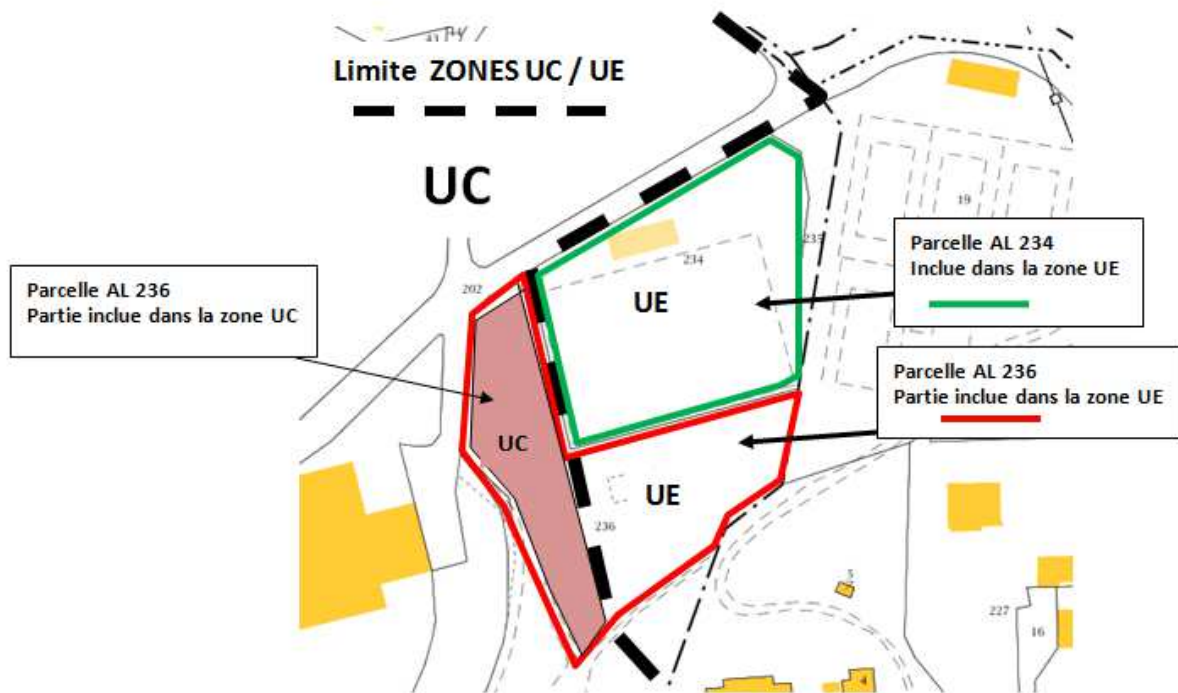 Limite ZONES UC / UE
UC
19
Parcelle AL 234
Inclue dans la zone UE
235
234
UE
202
Parcelle AL 236
Partie inclue dans la zone UC
Parcelle AL 236
Partie inclue dans la zone UE
UC
UE
236
5
227
16
4